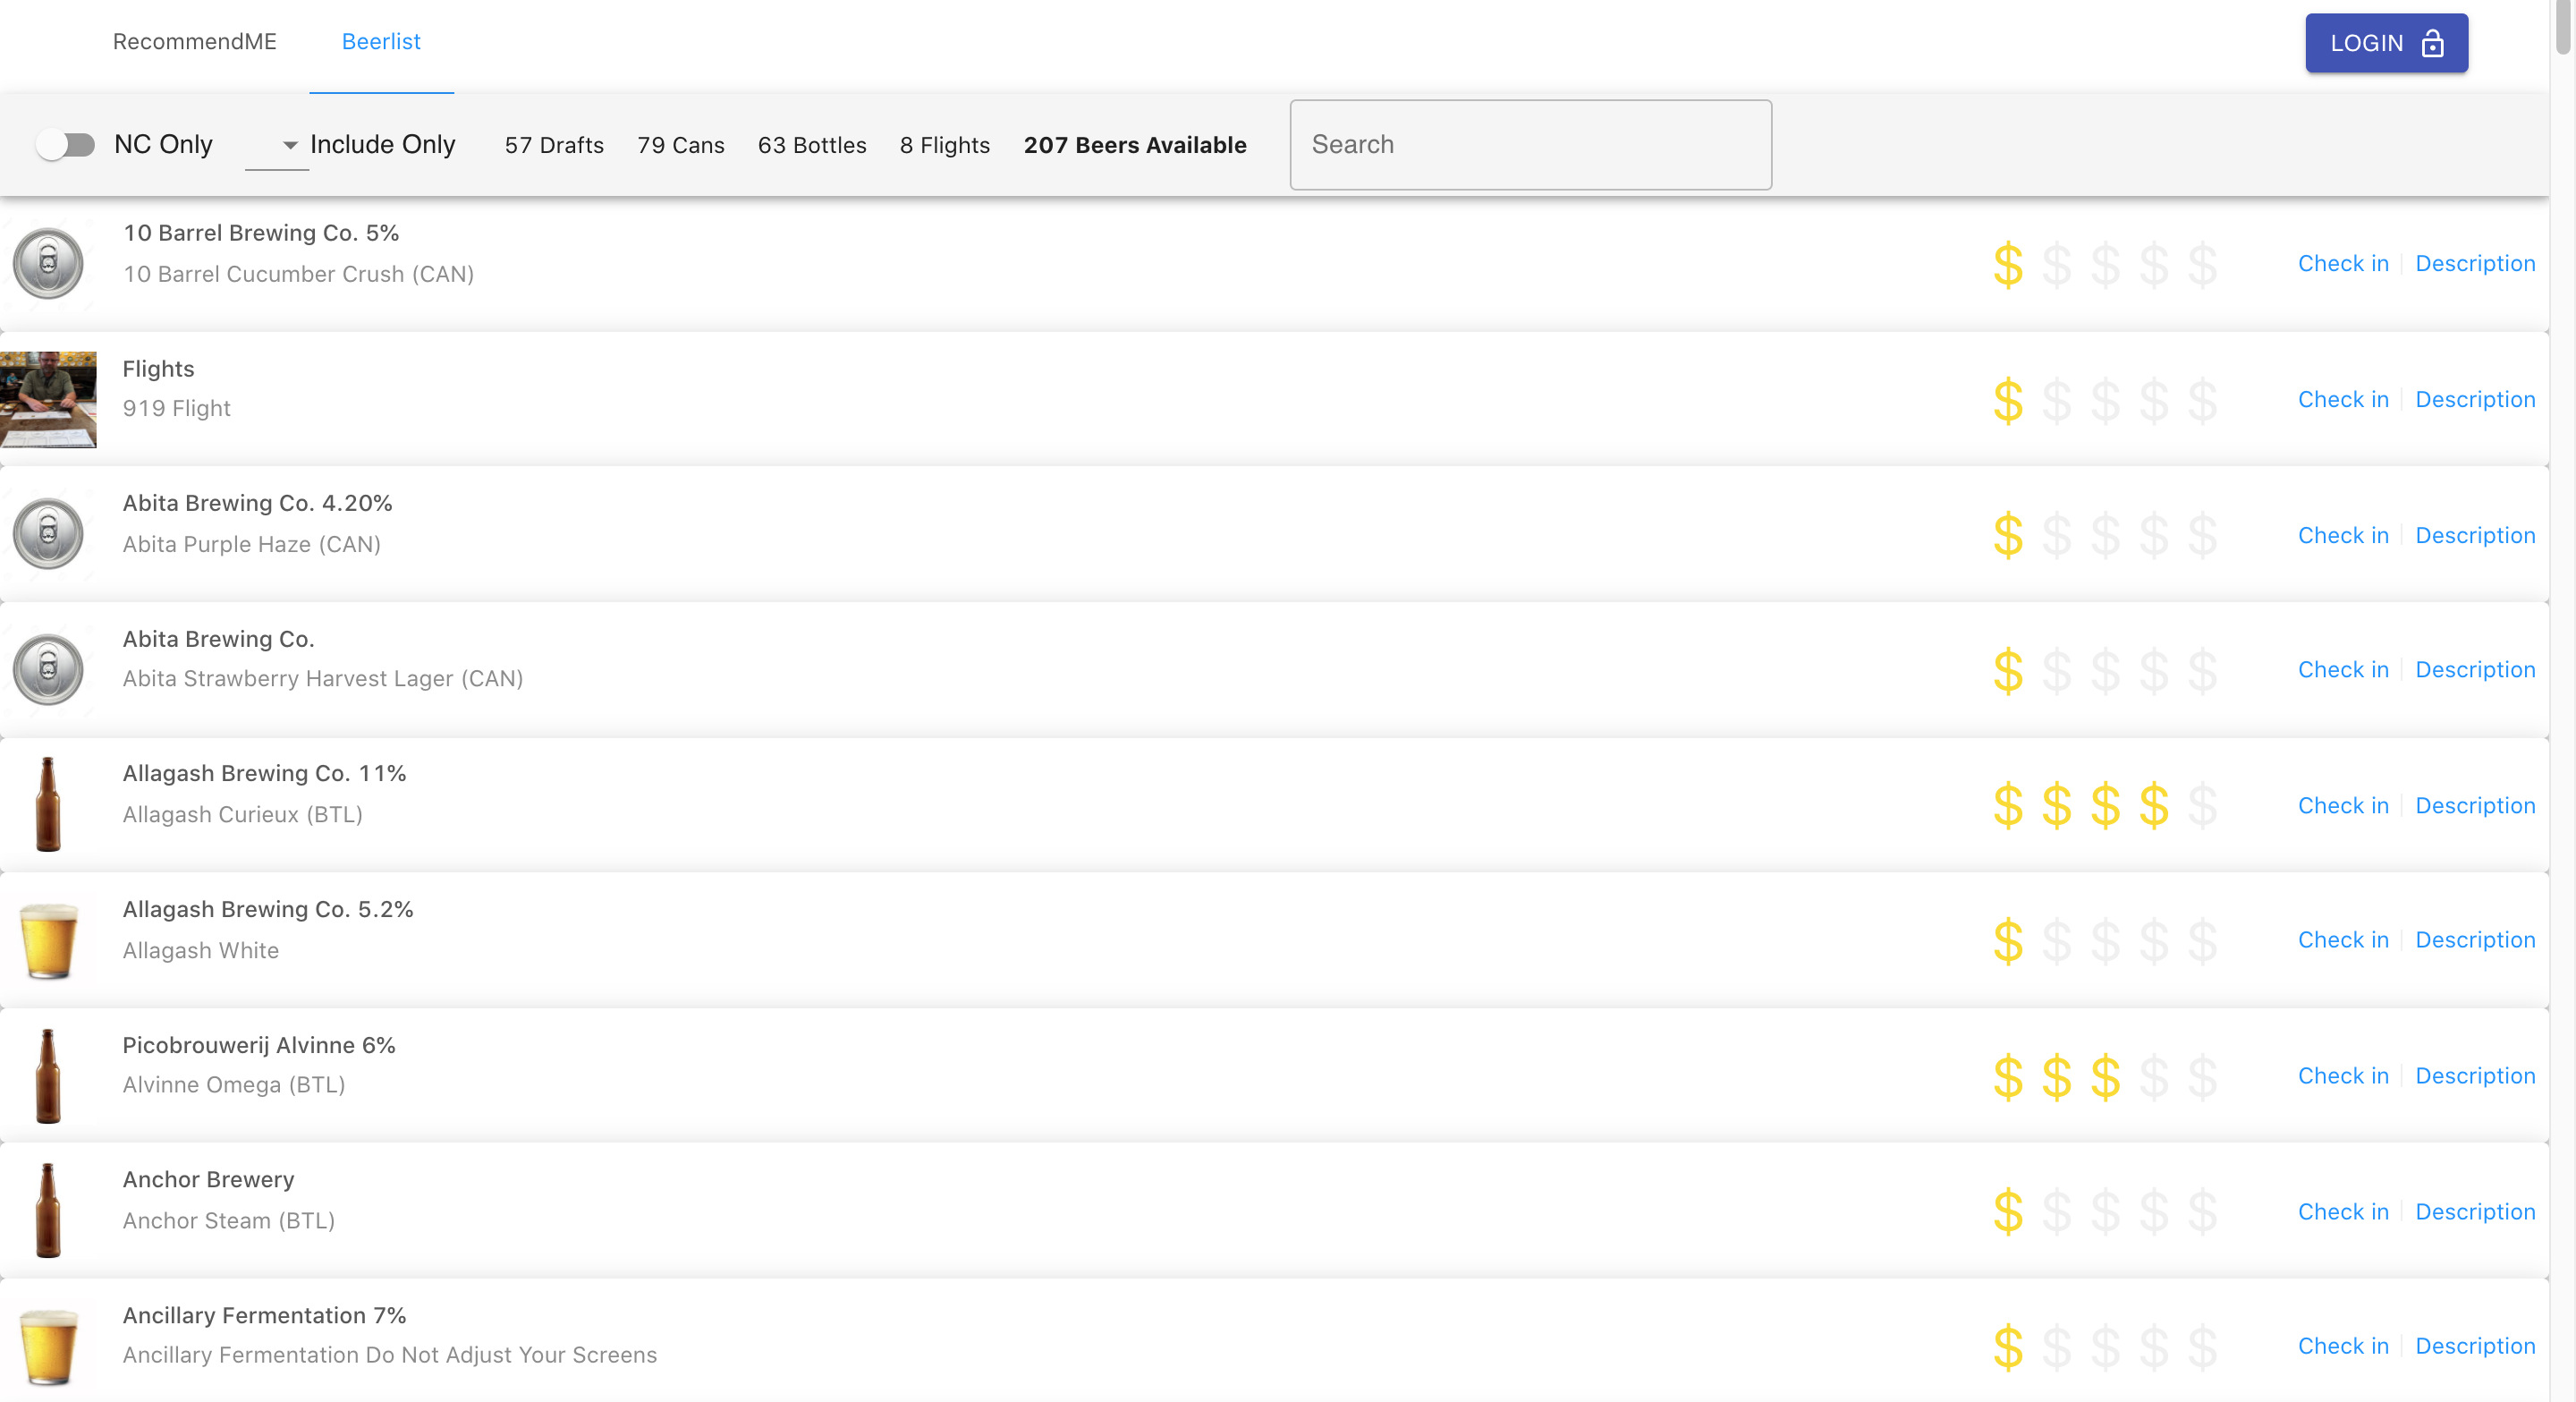 RecommendME Beerlist LOGIN
NC Only Include Only 57 Drafts 79 Cans 63 Bottles 8 Flights 207 Beers Available Search
10 Barrel Brewing Co. 5%
10 Barrel Cucumber Crush (CAN)
$ $ $ $ $ Check in Description
Flights
919 Flight
$ $ $ $ $ Check in Description
Abita Brewing Co. 4.20%
Abita Purple Haze (CAN)
$ $ $ $ $ Check in Description
Abita Brewing Co.
Abita Strawberry Harvest Lager (CAN)
$ $ $ $ $ Check in Description
Allagash Brewing Co. 11%
Allagash Curieux (BTL)
$ $ $ $ $ Check in Description
Allagash Brewing Co. 5.2%
Allagash White
$ $ $ $ $ Check in Description
Picobrouwerij Alvinne 6%
Alvinne Omega (BTL)
$ $ $ $ $ Check in Description
Anchor Brewery
Anchor Steam (BTL)
$ $ $ $ $ Check in Description
Ancillary Fermentation 7%
Ancillary Fermentation Do Not Adjust Your Screens
$ $ $ $ $ Check in Description